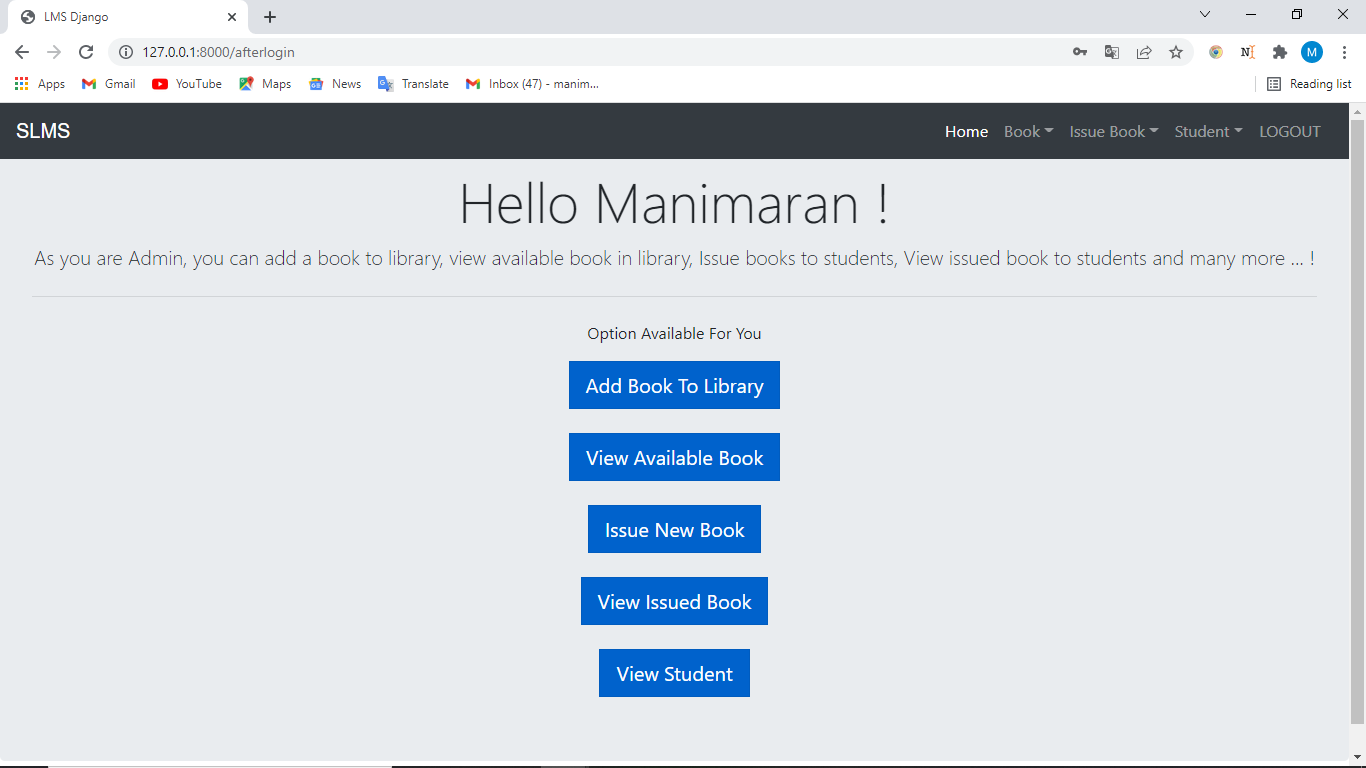 LMS Django
127.0.0.1:8000/afterlogin
M
Apps Gmail YouTube Maps News Translate Inbox (47) - manim... Reading list
SLMS Home Book Issue Book Student LOGOUT
Hello Manimaran !
As you are Admin, you can add a book to library, view available book in library, Issue books to students, View issued book to students and many more ... !
Option Available For You
Add Book To Library
View Available Book
Issue New Book
View Issued Book
View Student